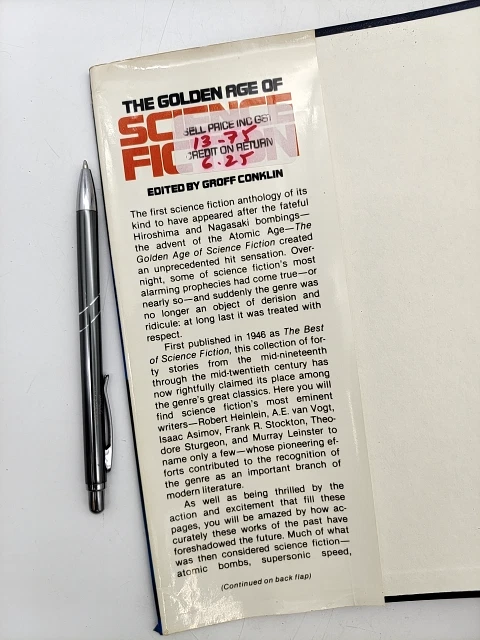 THE GOLDEN AGE OF
SCIENCE
FICTION
SELL PRICE INC GST
13-75
CREDIT ON RETURN
6.25
EDITED BY GROFF CONKLIN
The first science fiction anthology of its
kind to have appeared after the fateful
Hiroshima and Nagasaki bombings—
the advent of the Atomic Age—The
Golden Age of Science Fiction created
an unprecedented hit sensation. Over-
night, some of science fiction's most
alarming prophecies had come true—or
nearly so—and suddenly the genre was
no longer an object of derision and
ridicule: at long last it was treated with
respect.
First published in 1946 as The Best
of Science Fiction, this collection of for-
ty stories from the mid-nineteenth
through the mid-twentieth century has
now rightfully claimed its place among
the genre's great classics. Here you will
find science fiction's most eminent
writers—Robert Heinlein, A.E. van Vogt,
Isaac Asimov, Frank R. Stockton, Theo-
dore Sturgeon, and Murray Leinster to
name only a few—whose pioneering ef-
forts contributed to the recognition of
the genre as an important branch of
modern literature.
As well as being thrilled by the
action and excitement that fill these
pages, you will be amazed by how ac-
curately these works of the past have
foreshadowed the future. Much of what
was then considered science fiction—
atomic bombs, supersonic speed,
(Continued on back flap)